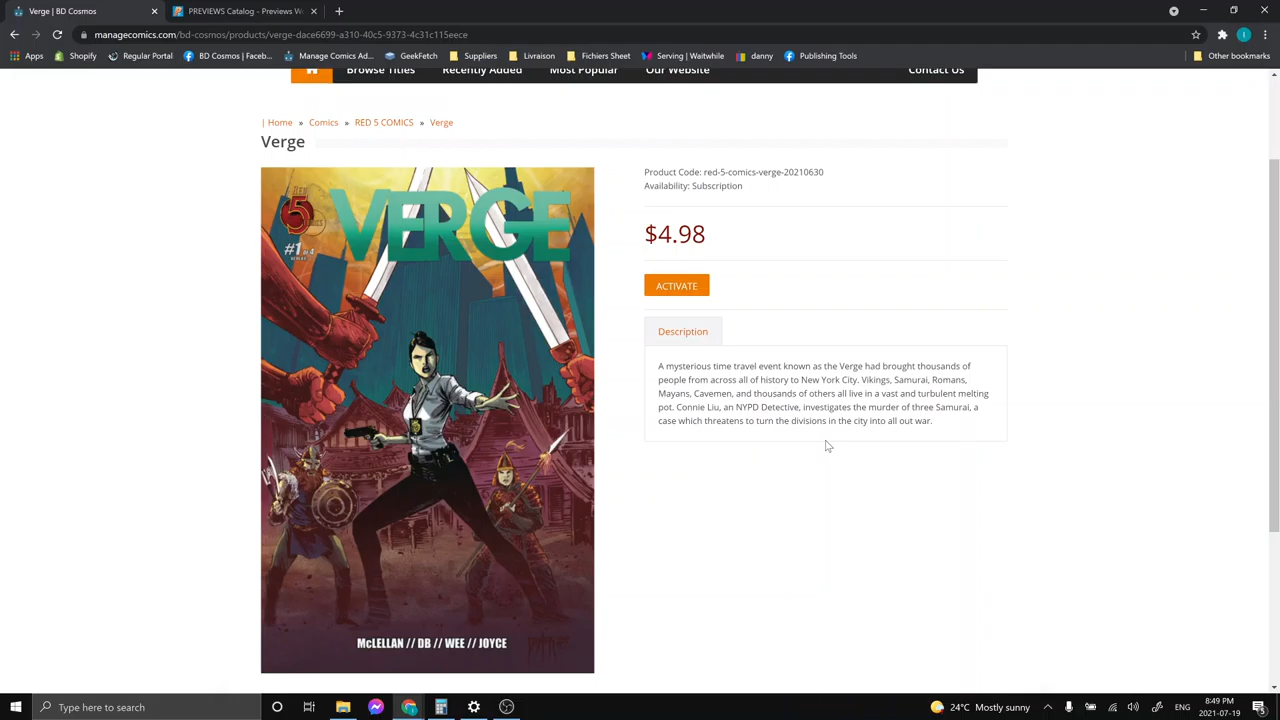 Verge | BD Cosmos
PREVIEWS Catalog - Previews W
managecomics.com/bd-cosmos/products/verge-dace6699-a310-40c5-9373-4c31c115eece
Apps
Shopify
Regular Portal
BD Cosmos | Faceb...
Manage Comics Ad...
GeekFetch
Suppliers
Livraison
Fichiers Sheet
Serving | Waitwhile
danny
Publishing Tools
Other bookmarks
Browse Titles
Recently Added
Most Popular
Our Website
Contact Us
| Home » Comics » RED 5 COMICS » Verge
Verge
RED
5
COMICS
VERGE
#1 of 4
McLELLAN // DB // WEE // JOYCE
Product Code: red-5-comics-verge-20210630
Availability: Subscription
$4.98
ACTIVATE
Description
A mysterious time travel event known as the Verge had brought thousands of
people from across all of history to New York City. Vikings, Samurai, Romans,
Mayans, Cavemen, and thousands of others all live in a vast and turbulent melting
pot. Connie Liu, an NYPD Detective, investigates the murder of three Samurai, a
case which threatens to turn the divisions in the city into all out war.
Type here to search
24°C Mostly sunny
ENG
8:49 PM
2021-07-19